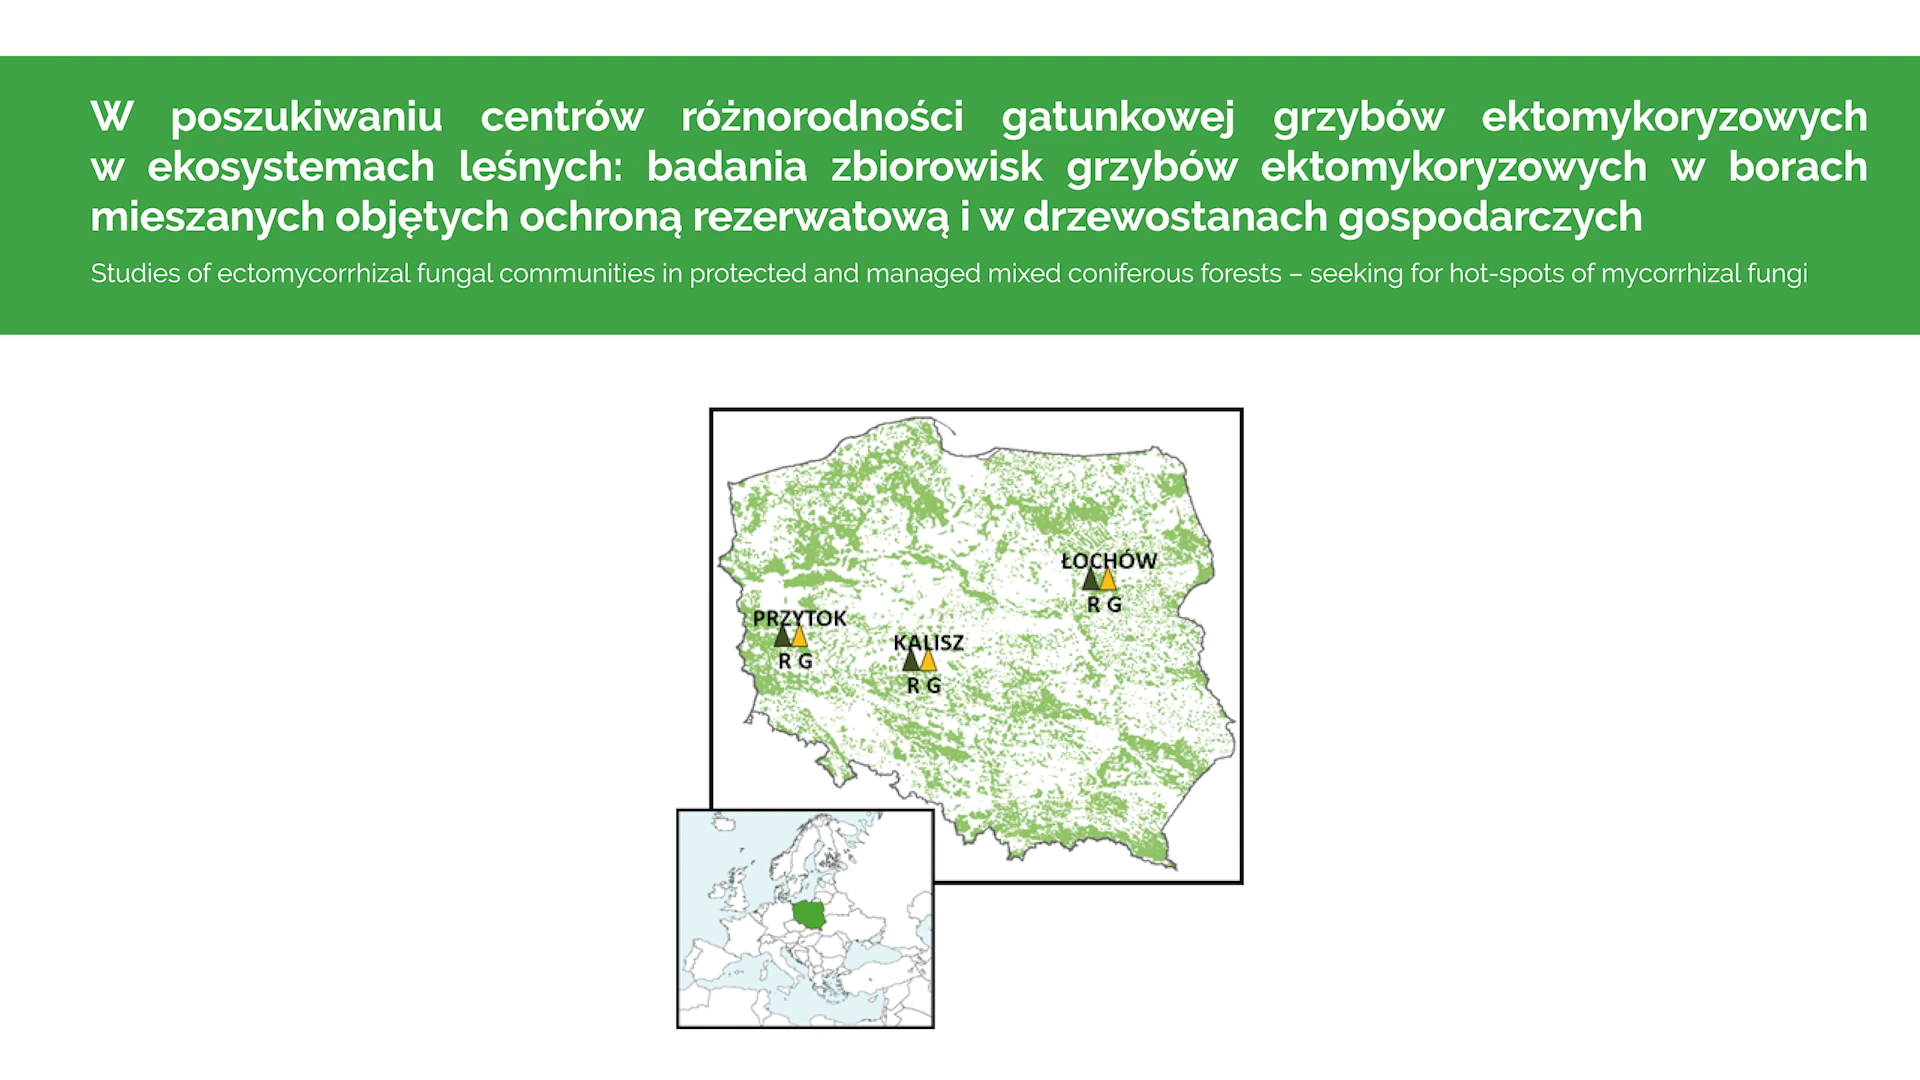 W poszukiwaniu centrów różnorodności gatunkowej grzybów ektomykoryzowych
w ekosystemach leśnych: badania zbiorowisk grzybów ektomykoryzowych w borach
mieszanych objętych ochroną rezerwatową i w drzewostanach gospodarczych
Studies of ectomycorrhizal fungal communities in protected and managed mixed coniferous forests – seeking for hot-spots of mycorrhizal fungi
ŁOCHÓW
R G
PRZYTOK
R G
KALISZ
R G